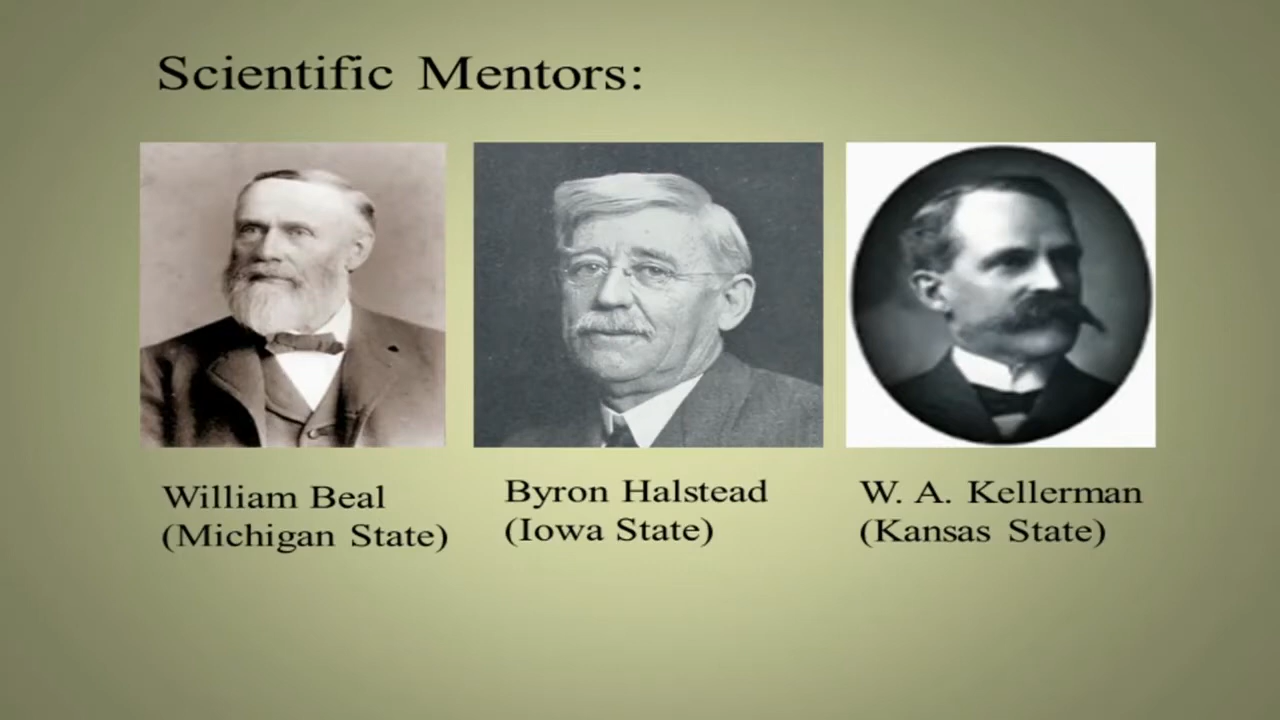 Scientific Mentors:
William Beal
(Michigan State)
Byron Halstead
(Iowa State)
W. A. Kellerman
(Kansas State)